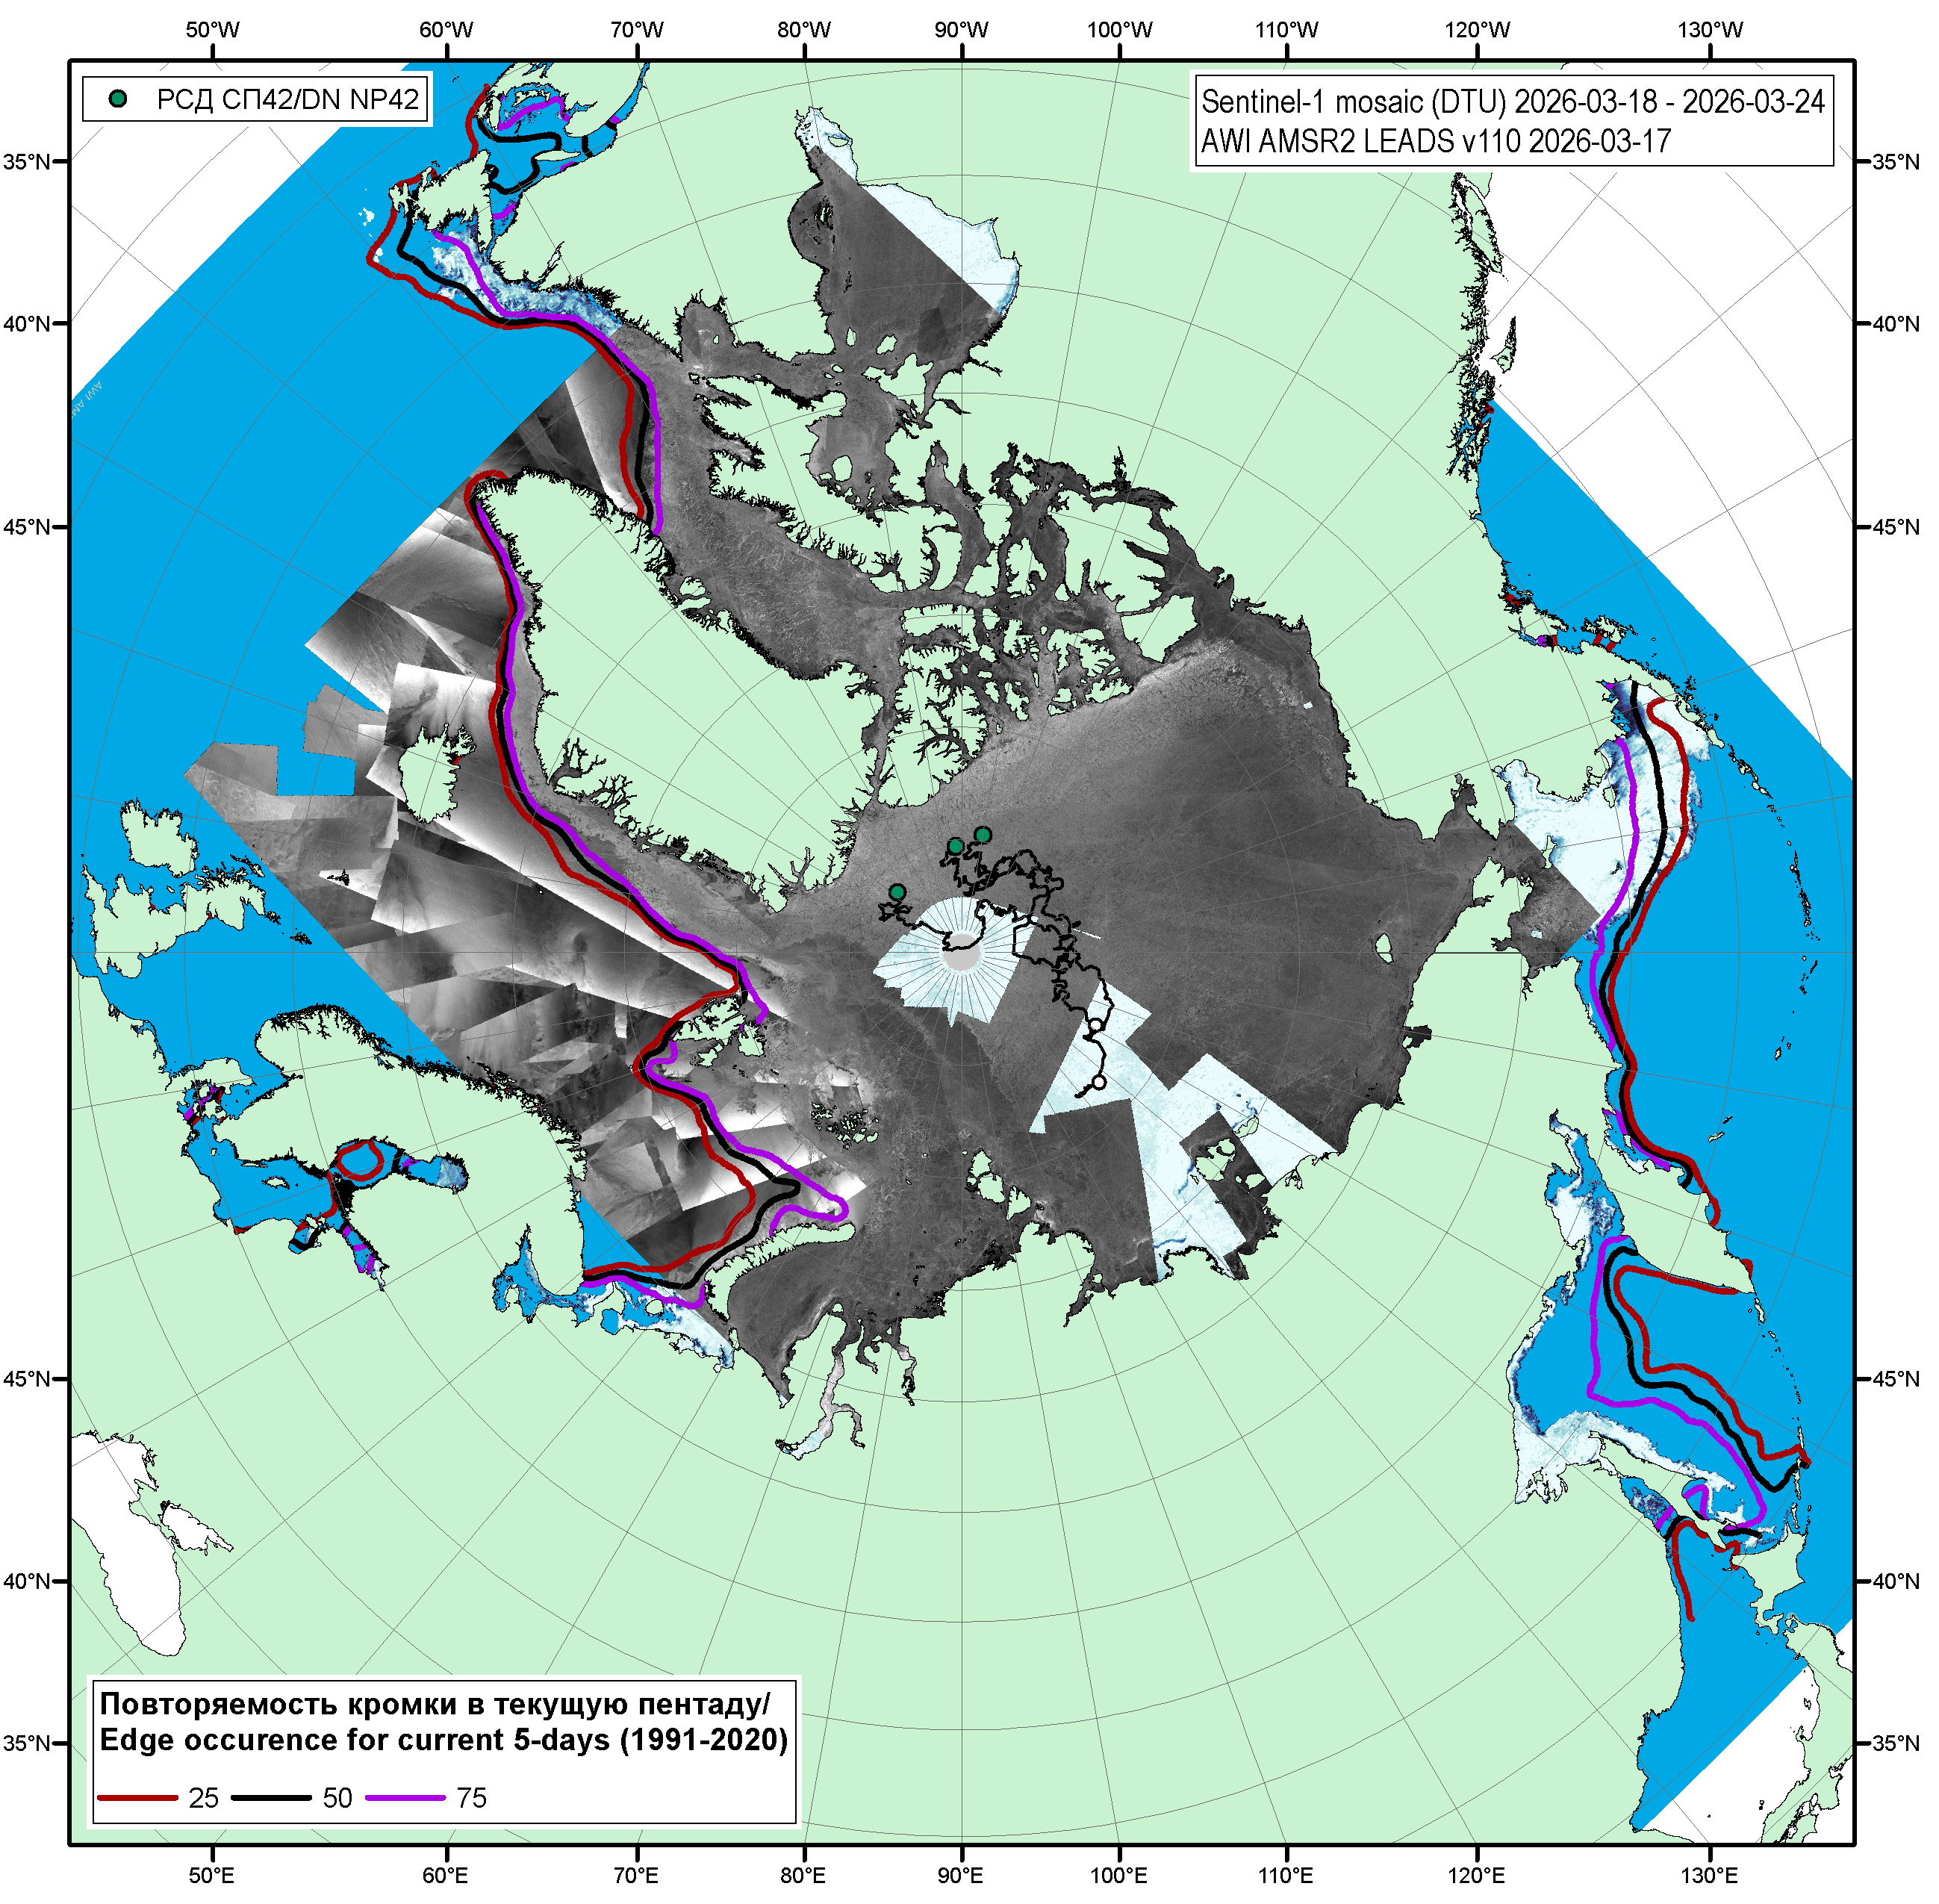 50°W 60°W 70°W 80°W 90°W 100°W 110°W 120°W 130°W
РСД СП42/DN NP42
Sentinel-1 mosaic (DTU) 2026-03-18 - 2026-03-24
AWI AMSR2 LEADS v110 2026-03-17
35°N 35°N
40°N 40°N
AWI
45°N 45°N
45°N 45°N
40°N 40°N
35°N 35°N
Повторяемость кромки в текущую пентаду/
Edge occurence for current 5-days (1991-2020)
25 50 75
50°E 60°E 70°E 80°E 90°E 100°E 110°E 120°E 130°E